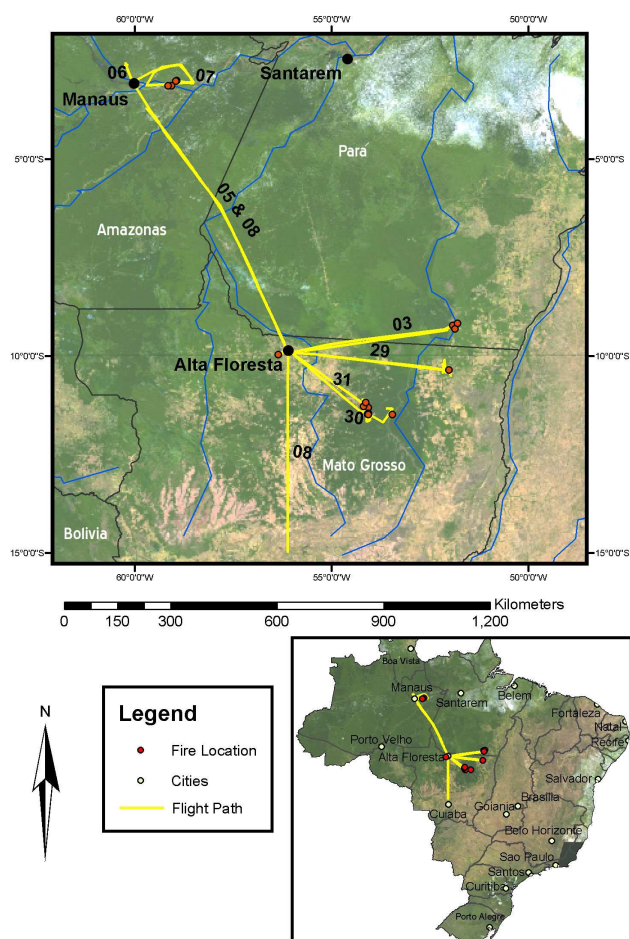 60°0'0"W 55°0'0"W 50°0'0"W
06 07
Santarem
Manaus
5°0'0"S 5°0'0"S
Pará
05 & 08
Amazonas
03
29
10°0'0"S 10°0'0"S
Alta Floresta
31
30
08
Mato Grosso
Bolivia
15°0'0"S 15°0'0"S
60°0'0"W 55°0'0"W 50°0'0"W
Kilometers
0 150 300 600 900 1,200
N
Legend
Fire Location
Cities
Flight Path
Boa Vista
Manaus
Santarem
Belem
Fortaleza
Natal
Recife
Porto Velho
Alta Floresta
Salvador
Cuiaba
Goiania
Brasilia
Belo Horizonte
Sao Paulo
Santos
Curitiba
Porto Alegre